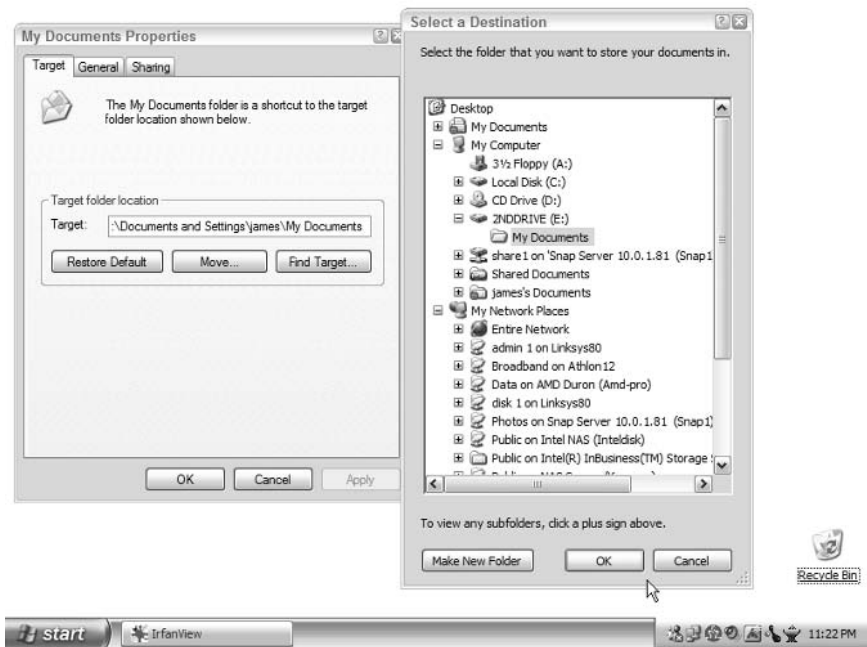 My Documents Properties
Target General Sharing
The My Documents folder is a shortcut to the target
folder location shown below.
Target folder location
Target: :\Documents and Settings\james\My Documents
Restore Default Move... Find Target...
OK Cancel Apply
Select a Destination
Select the folder that you want to store your documents in.
Desktop
My Documents
My Computer
3½ Floppy (A:)
Local Disk (C:)
CD Drive (D:)
2NDDRIVE (E:)
My Documents
share1 on 'Snap Server 10.0.1.81 (Snap1
Shared Documents
james's Documents
My Network Places
Entire Network
admin 1 on Linksys80
Broadband on Athlon12
Data on AMD Duron (Amd-pro)
disk 1 on Linksys80
Photos on Snap Server 10.0.1.81 (Snap1)
Public on Intel NAS (Inteldisk)
Public on Intel(R) InBusiness(TM) Storage
To view any subfolders, click a plus sign above.
Make New Folder OK Cancel
Recycle Bin
start IrfanView 11:22 PM